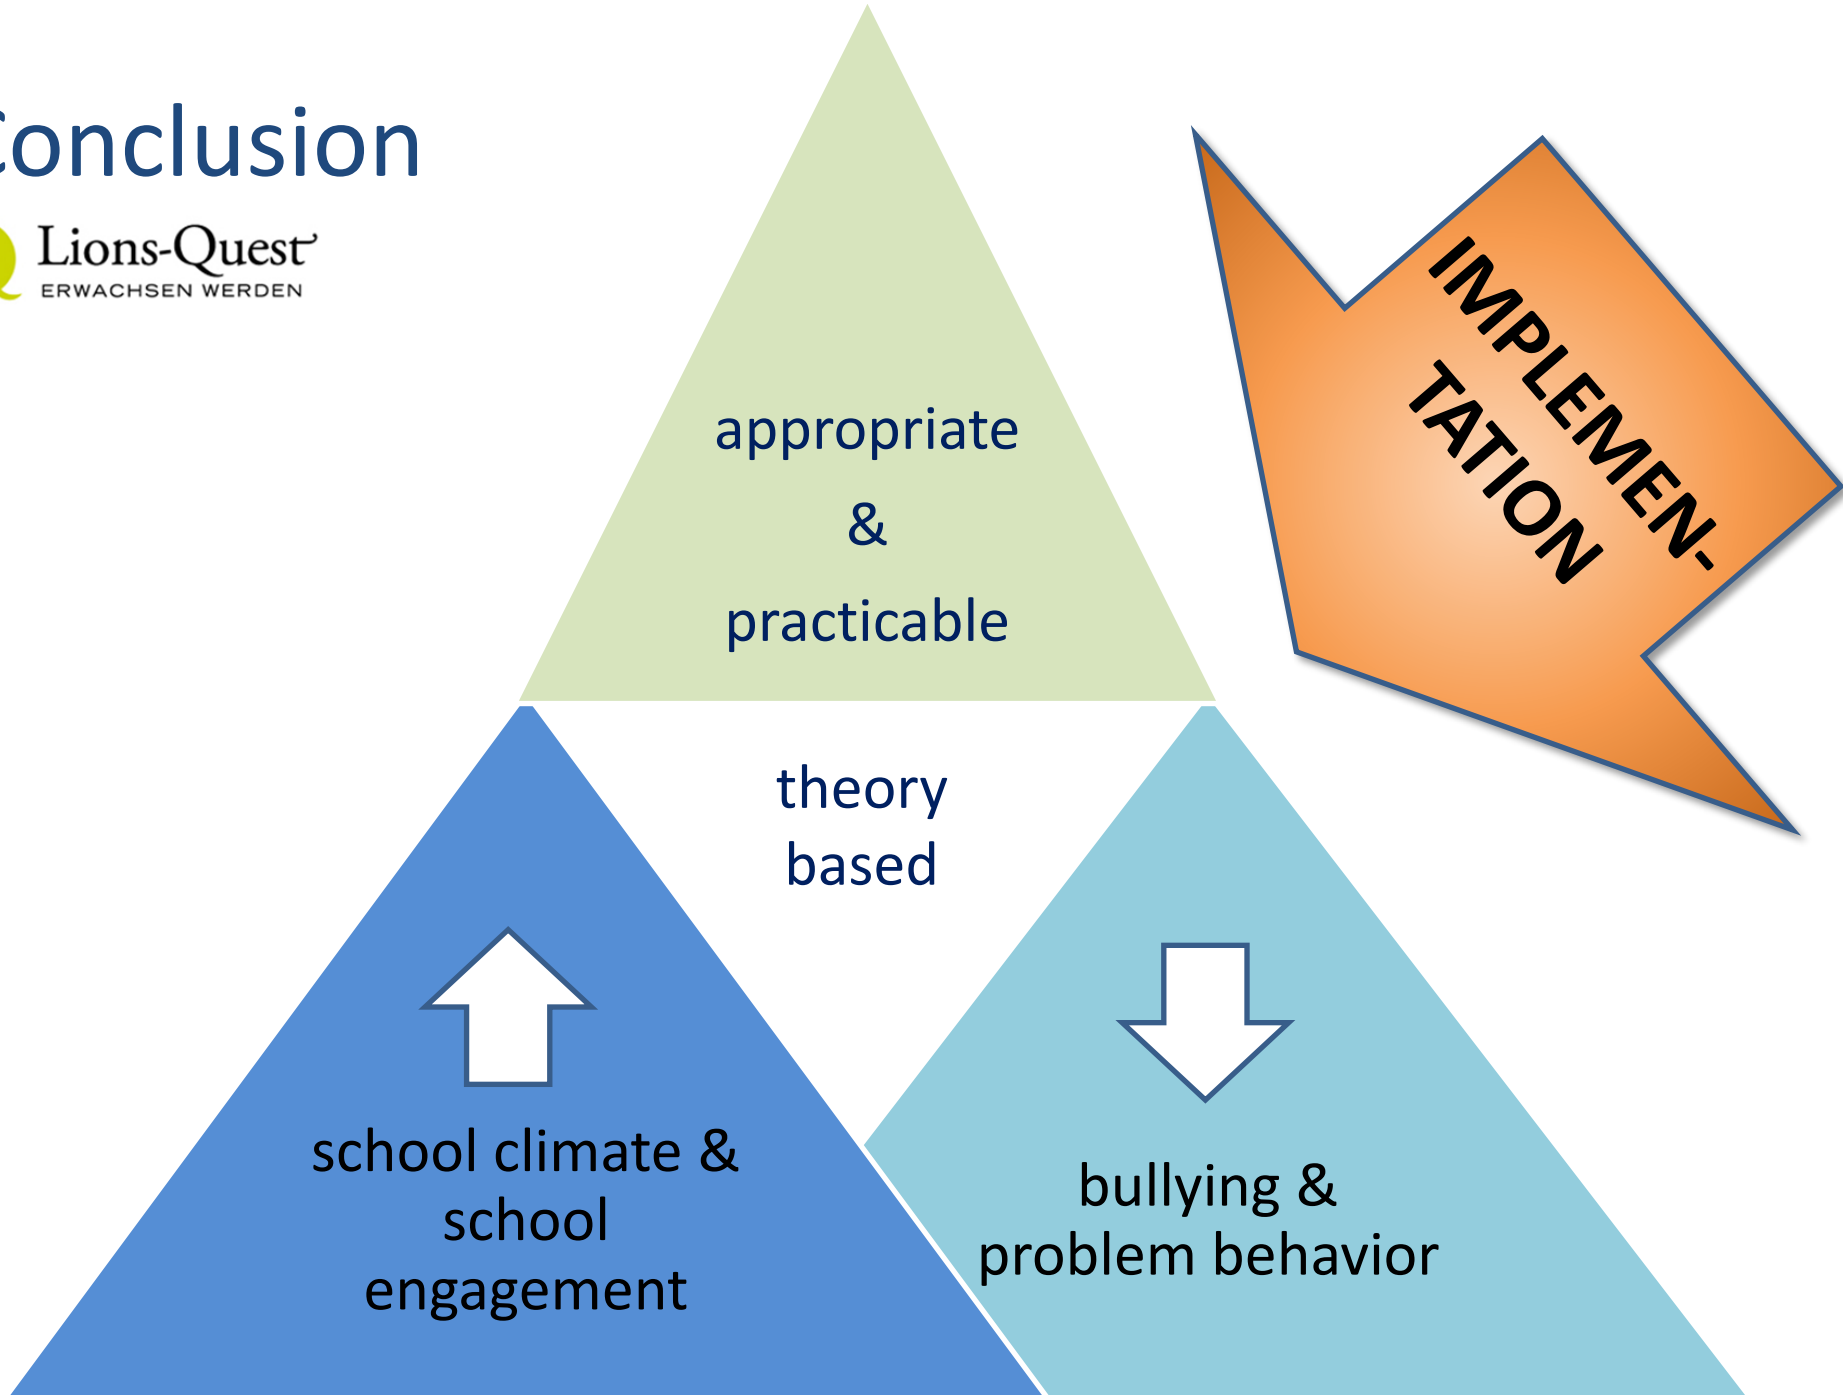 Conclusion
Lions-Quest
ERWACHSEN WERDEN
IMPLEMEN-
TATION
appropriate
&
practicable
theory
based
school climate &
school
engagement
bullying &
problem behavior